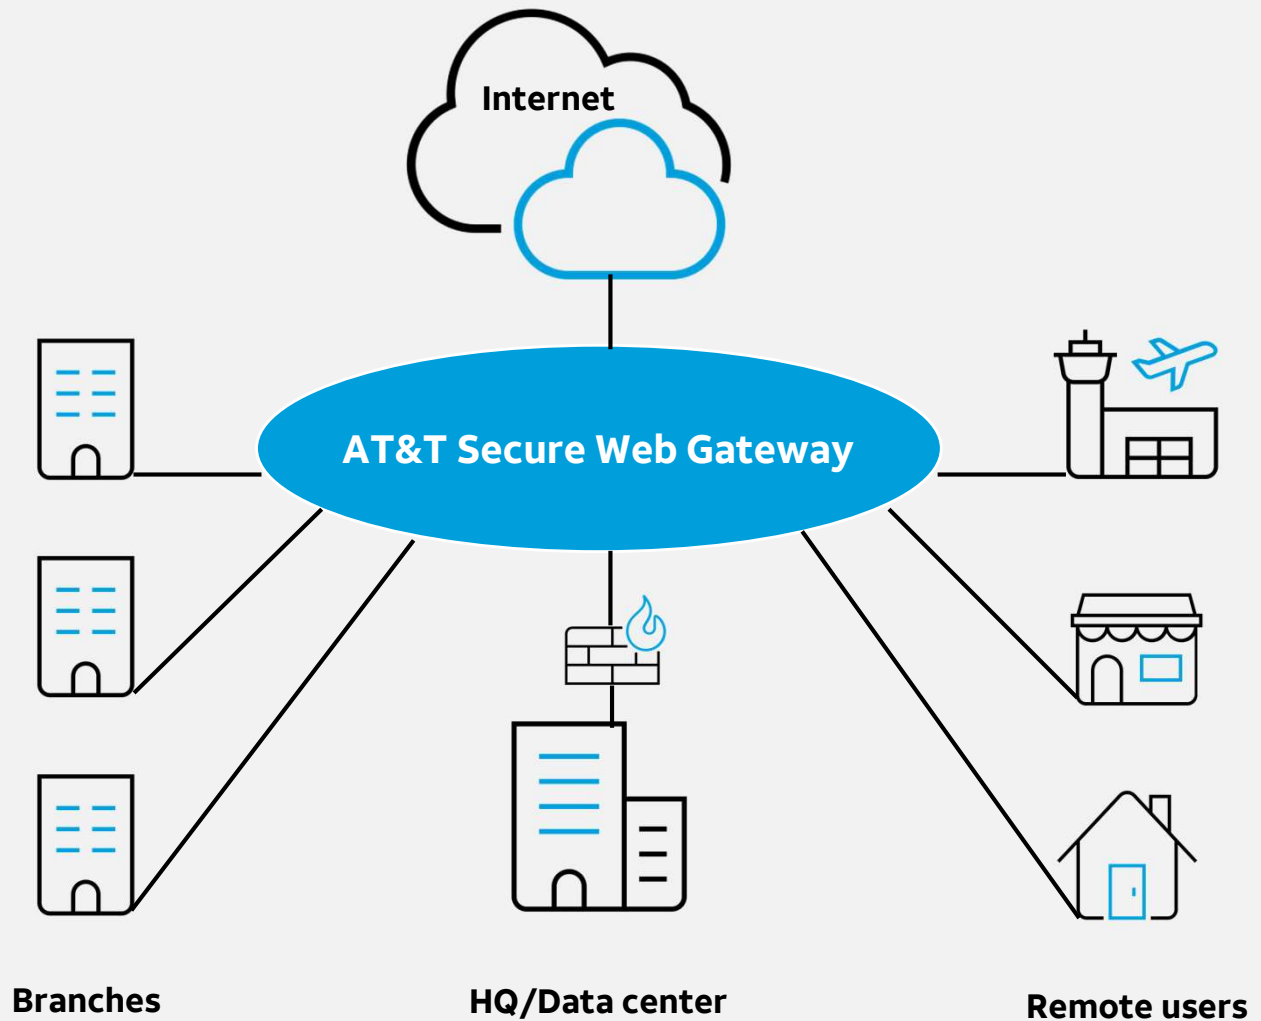 Internet
AT&T Secure Web Gateway
Branches
HQ/Data center
Remote users